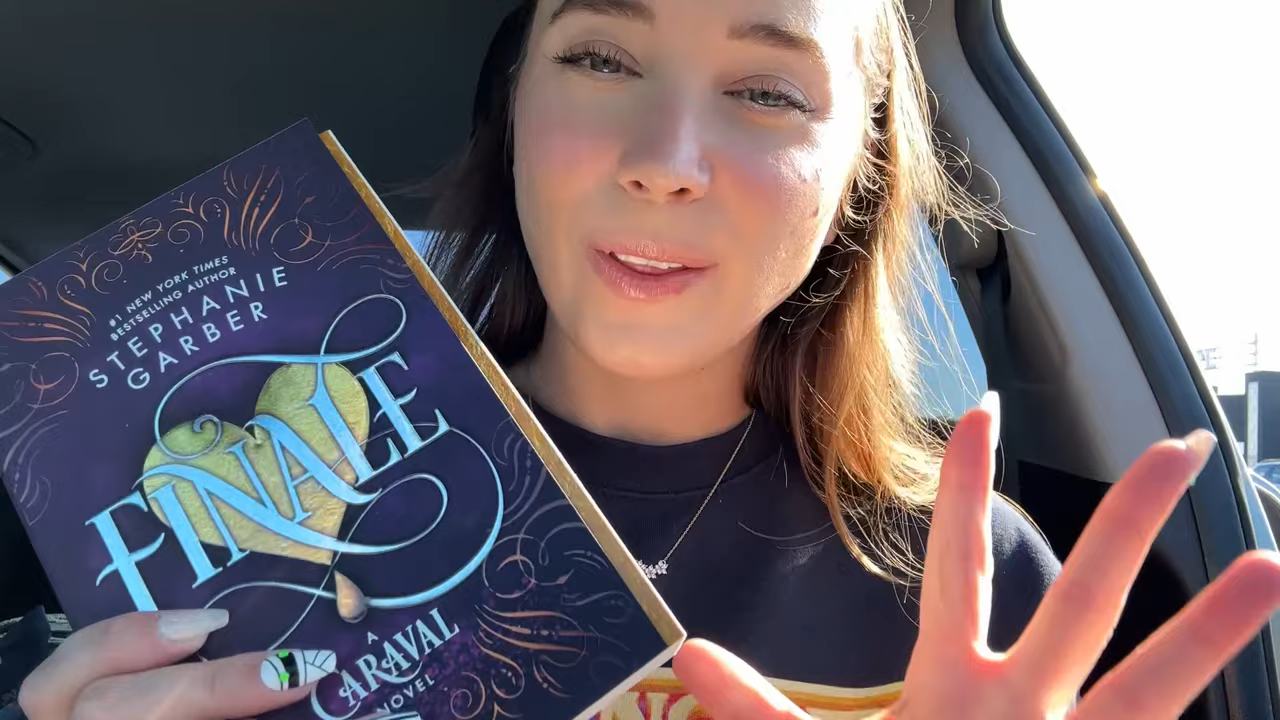 #1 NEW YORK TIMES
BESTSELLING AUTHOR
STEPHANIE
GARBER
FINALE
A
CARAVAL
NOVEL